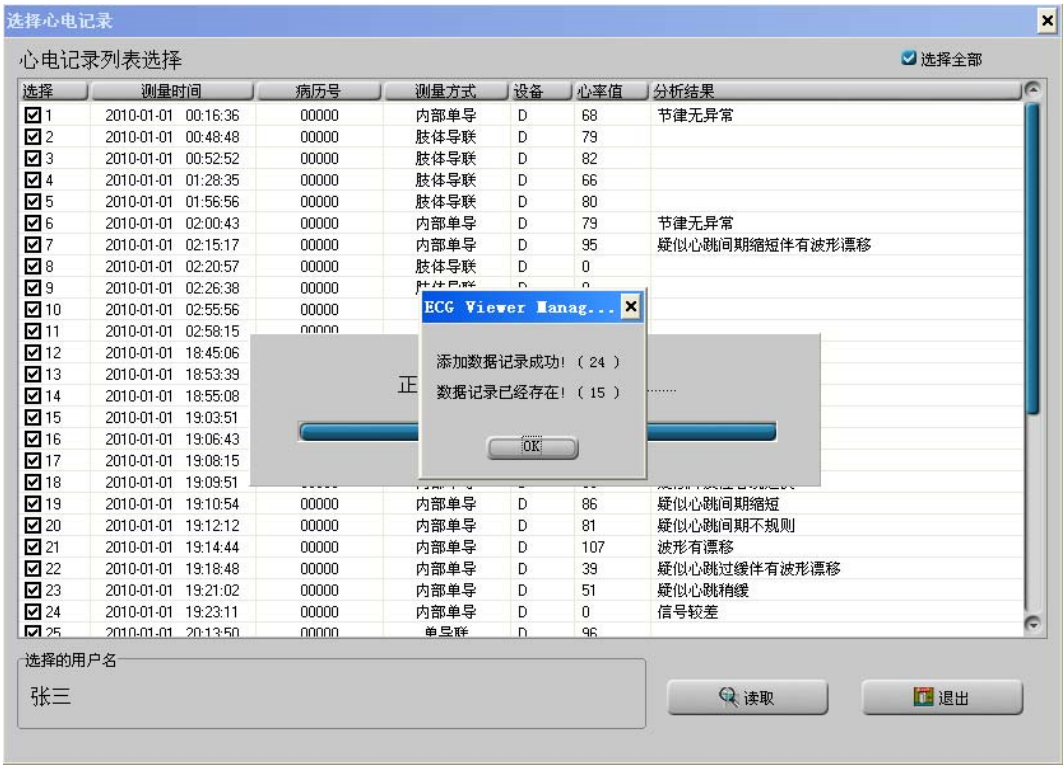 选择心电记录
心电记录列表选择 选择全部
选择 测量时间 病历号 测量方式 设备 心率值 分析结果
1 2010-01-01 00:16:36 00000 内部单导 D 68 节律无异常
2 2010-01-01 00:48:48 00000 肢体导联 D 79
3 2010-01-01 00:52:52 00000 肢体导联 D 82
4 2010-01-01 01:28:35 00000 肢体导联 D 66
5 2010-01-01 01:56:56 00000 肢体导联 D 80
6 2010-01-01 02:00:43 00000 内部单导 D 79 节律无异常
7 2010-01-01 02:15:17 00000 内部单导 D 95 疑似心跳间期缩短伴有波形漂移
8 2010-01-01 02:20:57 00000 肢体导联 D 0
9 2010-01-01 02:26:38 00000 肢体导联 D 0
10 2010-01-01 02:55:56 00000
11 2010-01-01 02:58:15 00000
12 2010-01-01 18:45:06
13 2010-01-01 18:53:39
14 2010-01-01 18:55:08
15 2010-01-01 19:03:51
16 2010-01-01 19:06:43
17 2010-01-01 19:08:15
18 2010-01-01 19:09:51
19 2010-01-01 19:10:54 00000 内部单导 D 86 疑似心跳间期缩短
20 2010-01-01 19:12:12 00000 内部单导 D 81 疑似心跳间期不规则
21 2010-01-01 19:14:44 00000 内部单导 D 107 波形有漂移
22 2010-01-01 19:18:48 00000 内部单导 D 39 疑似心跳过缓伴有波形漂移
23 2010-01-01 19:21:02 00000 内部单导 D 51 疑似心跳稍缓
24 2010-01-01 19:23:11 00000 内部单导 D 0 信号较差
25 2010-01-01 20:13:50 00000 单导联 D 96
ECG Viewer Manag...
添加数据记录成功! ( 24 )
数据记录已经存在! ( 15 )
OK
正 .........
选择的用户名
张三
读取 退出